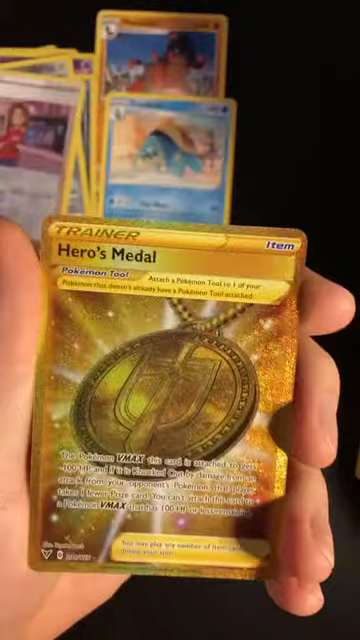 TRAINER
Item
Hero's Medal
Pokémon Tool
Attach a Pokémon Tool to 1 of your
Pokémon that doesn't already have a Pokémon Tool attached.
The Pokémon VMAX this card is attached to gets
-100 HP, and if it is Knocked Out by damage from an
attack from your opponent's Pokémon, that player
takes 1 fewer Prize card. You can't attach this card to
a Pokémon VMAX that has 100 HP or less remaining.
You may play any number of Item cards
during your turn.